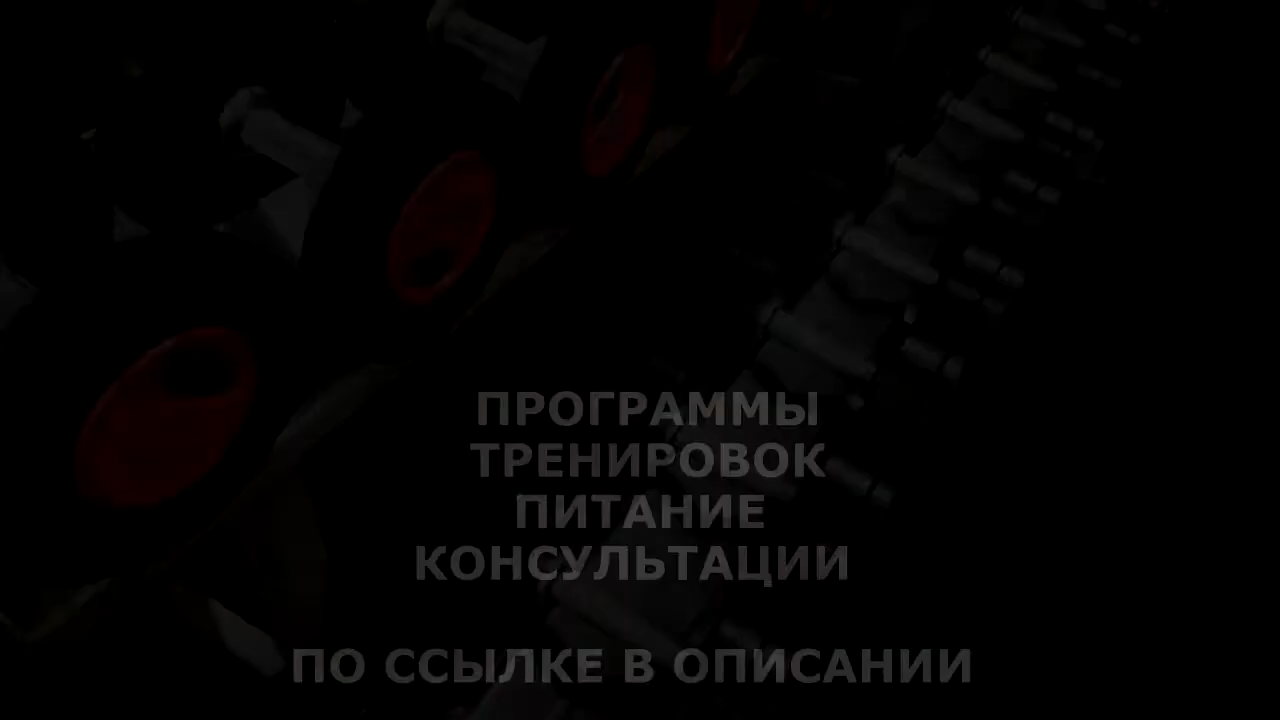 ПРОГРАММЫ
ТРЕНИРОВОК
ПИТАНИЕ
КОНСУЛЬТАЦИИ
ПО ССЫЛКЕ В ОПИСАНИИ